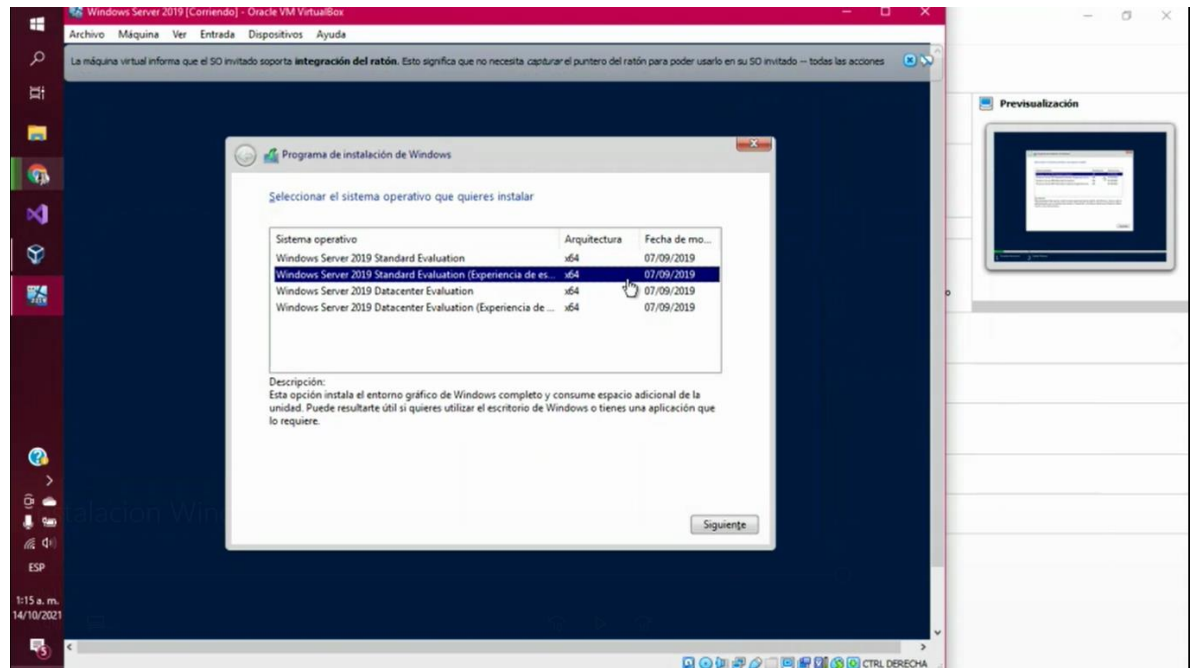 Windows Server 2019 [Corriendo] - Oracle VM VirtualBox
Archivo Máquina Ver Entrada Dispositivos Ayuda
La máquina virtual informa que el SO invitado soporta integración del ratón. Esto significa que no necesita capturar el puntero del ratón para poder usarlo en su SO invitado -- todas las acciones
Previsualización
Programa de instalación de Windows
Seleccionar el sistema operativo que quieres instalar
Sistema operativo Arquitectura Fecha de mo...
Windows Server 2019 Standard Evaluation x64 07/09/2019
Windows Server 2019 Standard Evaluation (Experiencia de es... x64 07/09/2019
Windows Server 2019 Datacenter Evaluation x64 07/09/2019
Windows Server 2019 Datacenter Evaluation (Experiencia de ... x64 07/09/2019
Descripción:
Esta opción instala el entorno gráfico de Windows completo y consume espacio adicional de la
unidad. Puede resultarte útil si quieres utilizar el escritorio de Windows o tienes una aplicación que
lo requiere.
Siguiente
talacion Win
ESP
1:15 a. m.
14/10/2021
CTRL DERECHA